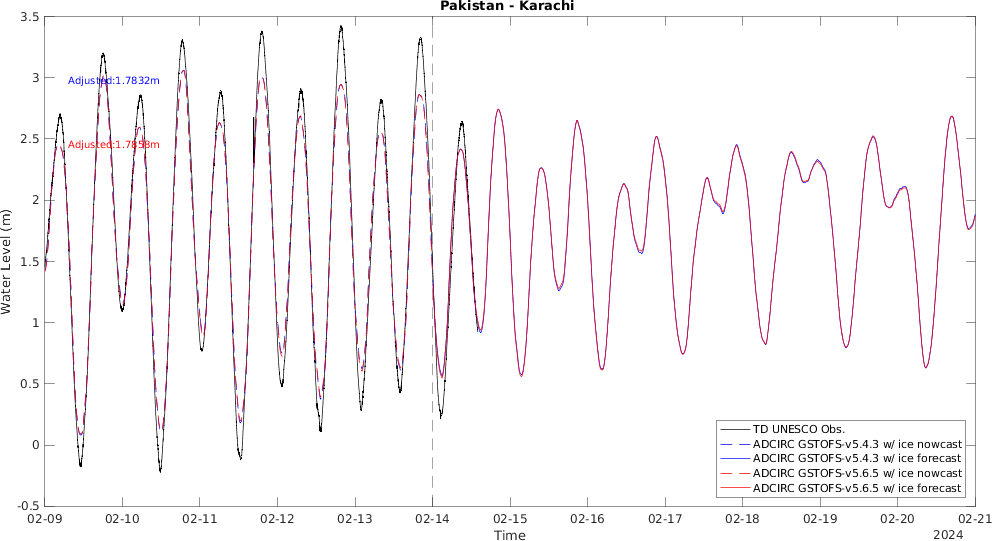 Pakistan - Karachi
3.5
3
2.5
2
1.5
1
0.5
0
-0.5
Water Level (m)
Adjusted:1.7832m
Adjusted:1.7858m
TD UNESCO Obs.
ADCIRC GSTOFS-v5.4.3 w/ ice nowcast
ADCIRC GSTOFS-v5.4.3 w/ ice forecast
ADCIRC GSTOFS-v5.6.5 w/ ice nowcast
ADCIRC GSTOFS-v5.6.5 w/ ice forecast
02-09 02-10 02-11 02-12 02-13 02-14 02-15 02-16 02-17 02-18 02-19 02-20 02-21
Time
2024